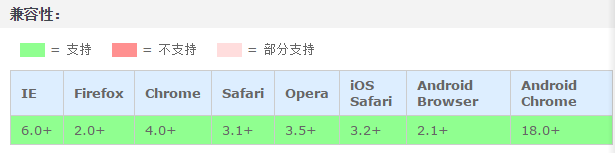 兼容性：
= 支持 = 不支持 = 部分支持
IE Firefox Chrome Safari Opera iOS Safari Android Browser Android Chrome
6.0+ 2.0+ 4.0+ 3.1+ 3.5+ 3.2+ 2.1+ 18.0+